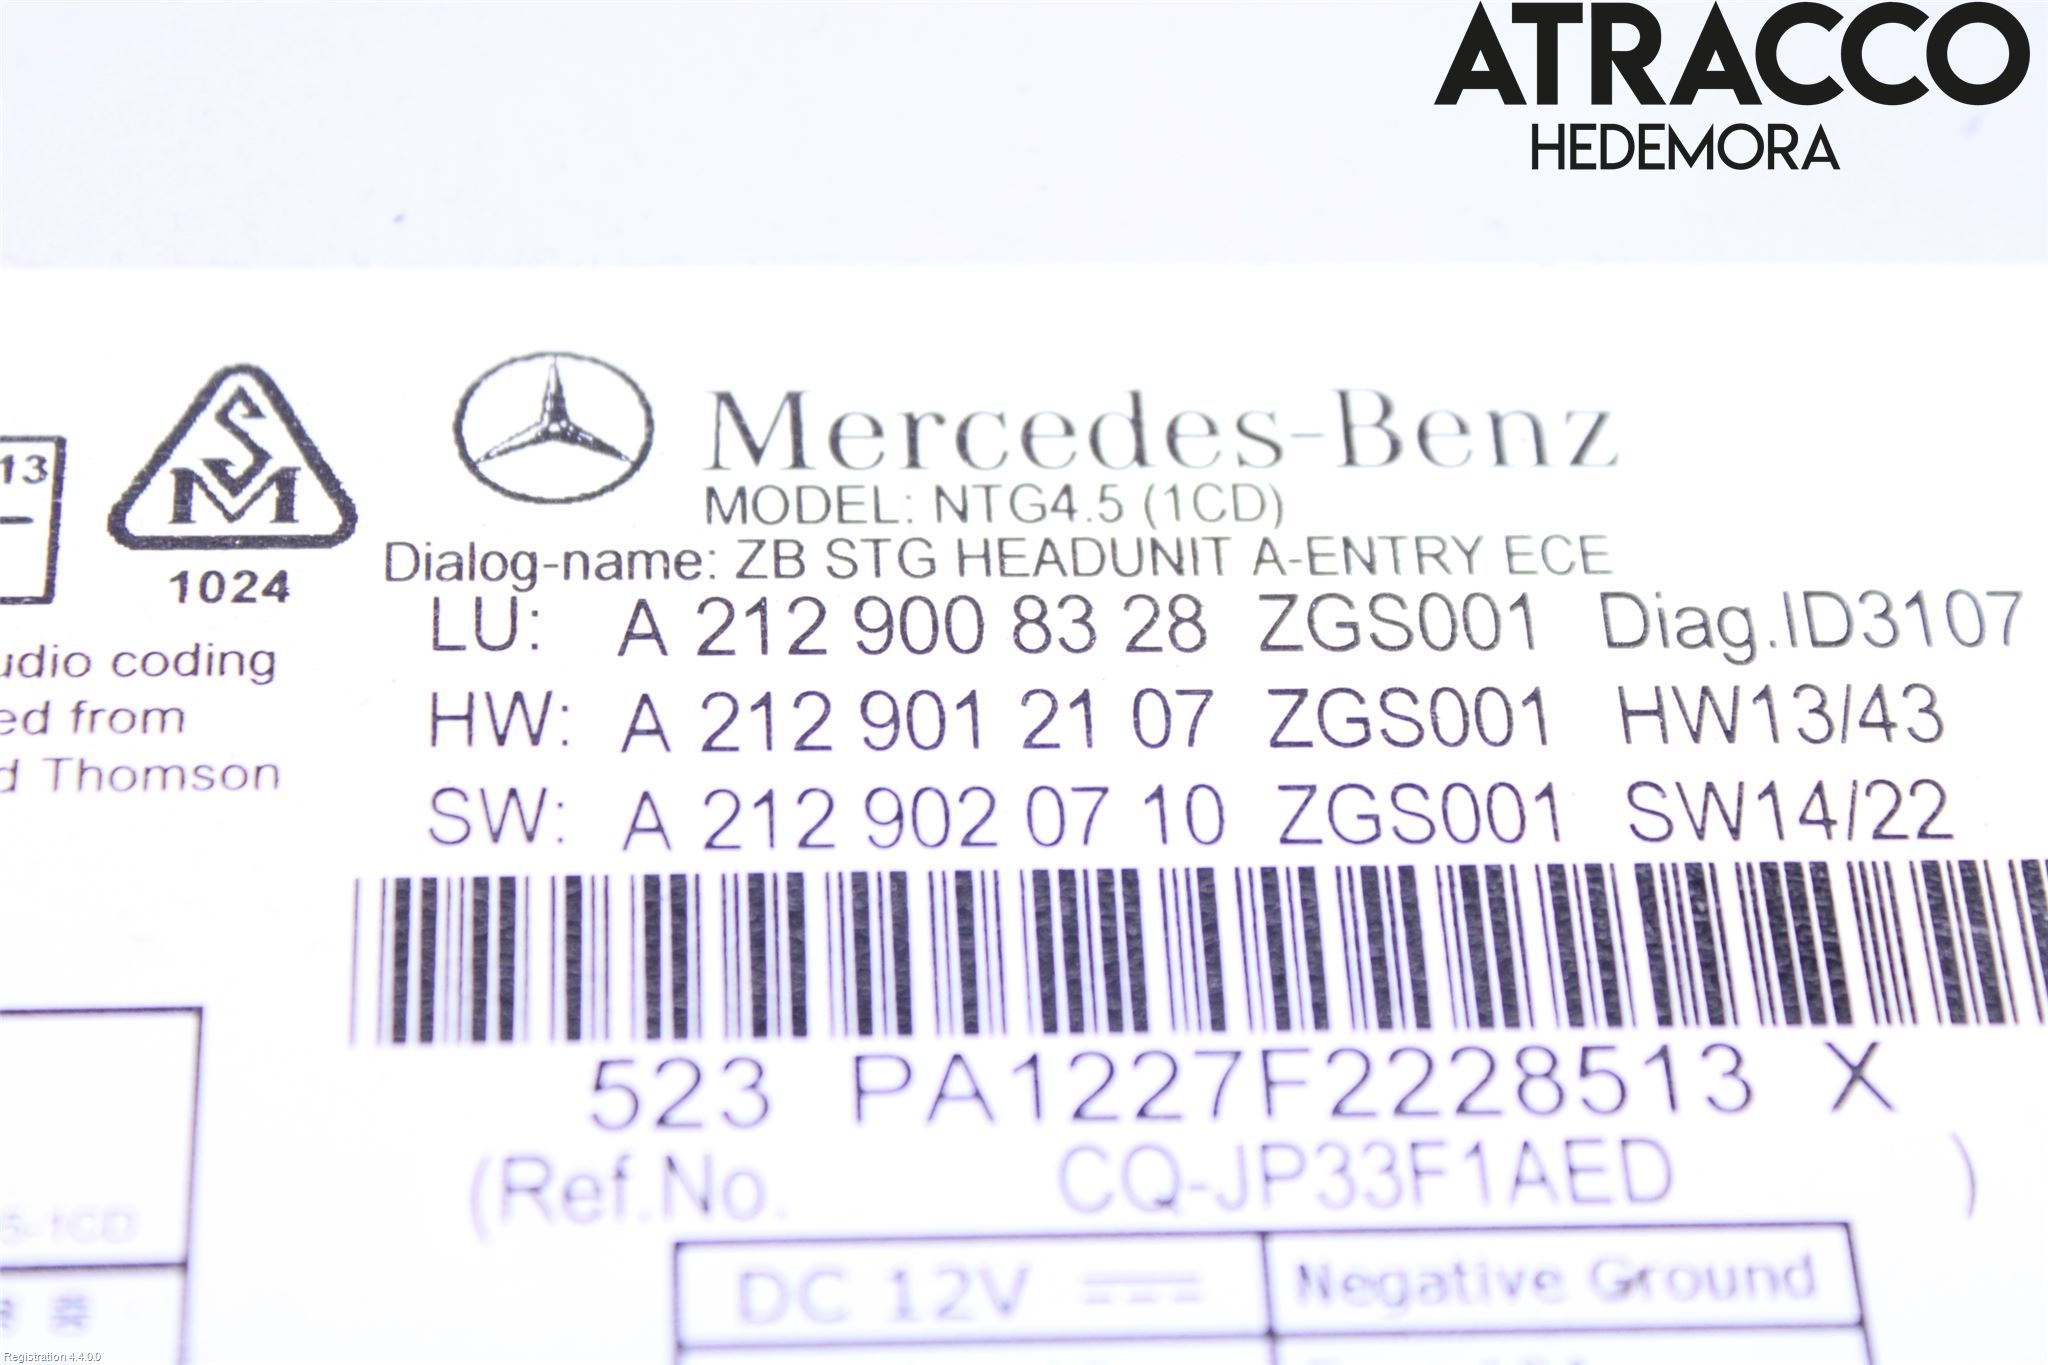 ATRACCO
HEDEMORA
13
SM
1024
Mercedes-Benz
MODEL: NTG4.5 (1CD)
Dialog-name: ZB STG HEADUNIT A-ENTRY ECE
LU: A 212 900 83 28 ZGS001 Diag.ID3107
HW: A 212 901 21 07 ZGS001 HW13/43
SW: A 212 902 07 10 ZGS001 SW14/22
udio coding
ed from
d Thomson
523 PA1227F2228513 X
(Ref.No. CQ-JP33F1AED )
5-1CD
DC 12V Negative Ground
Registration 4.4.0.0